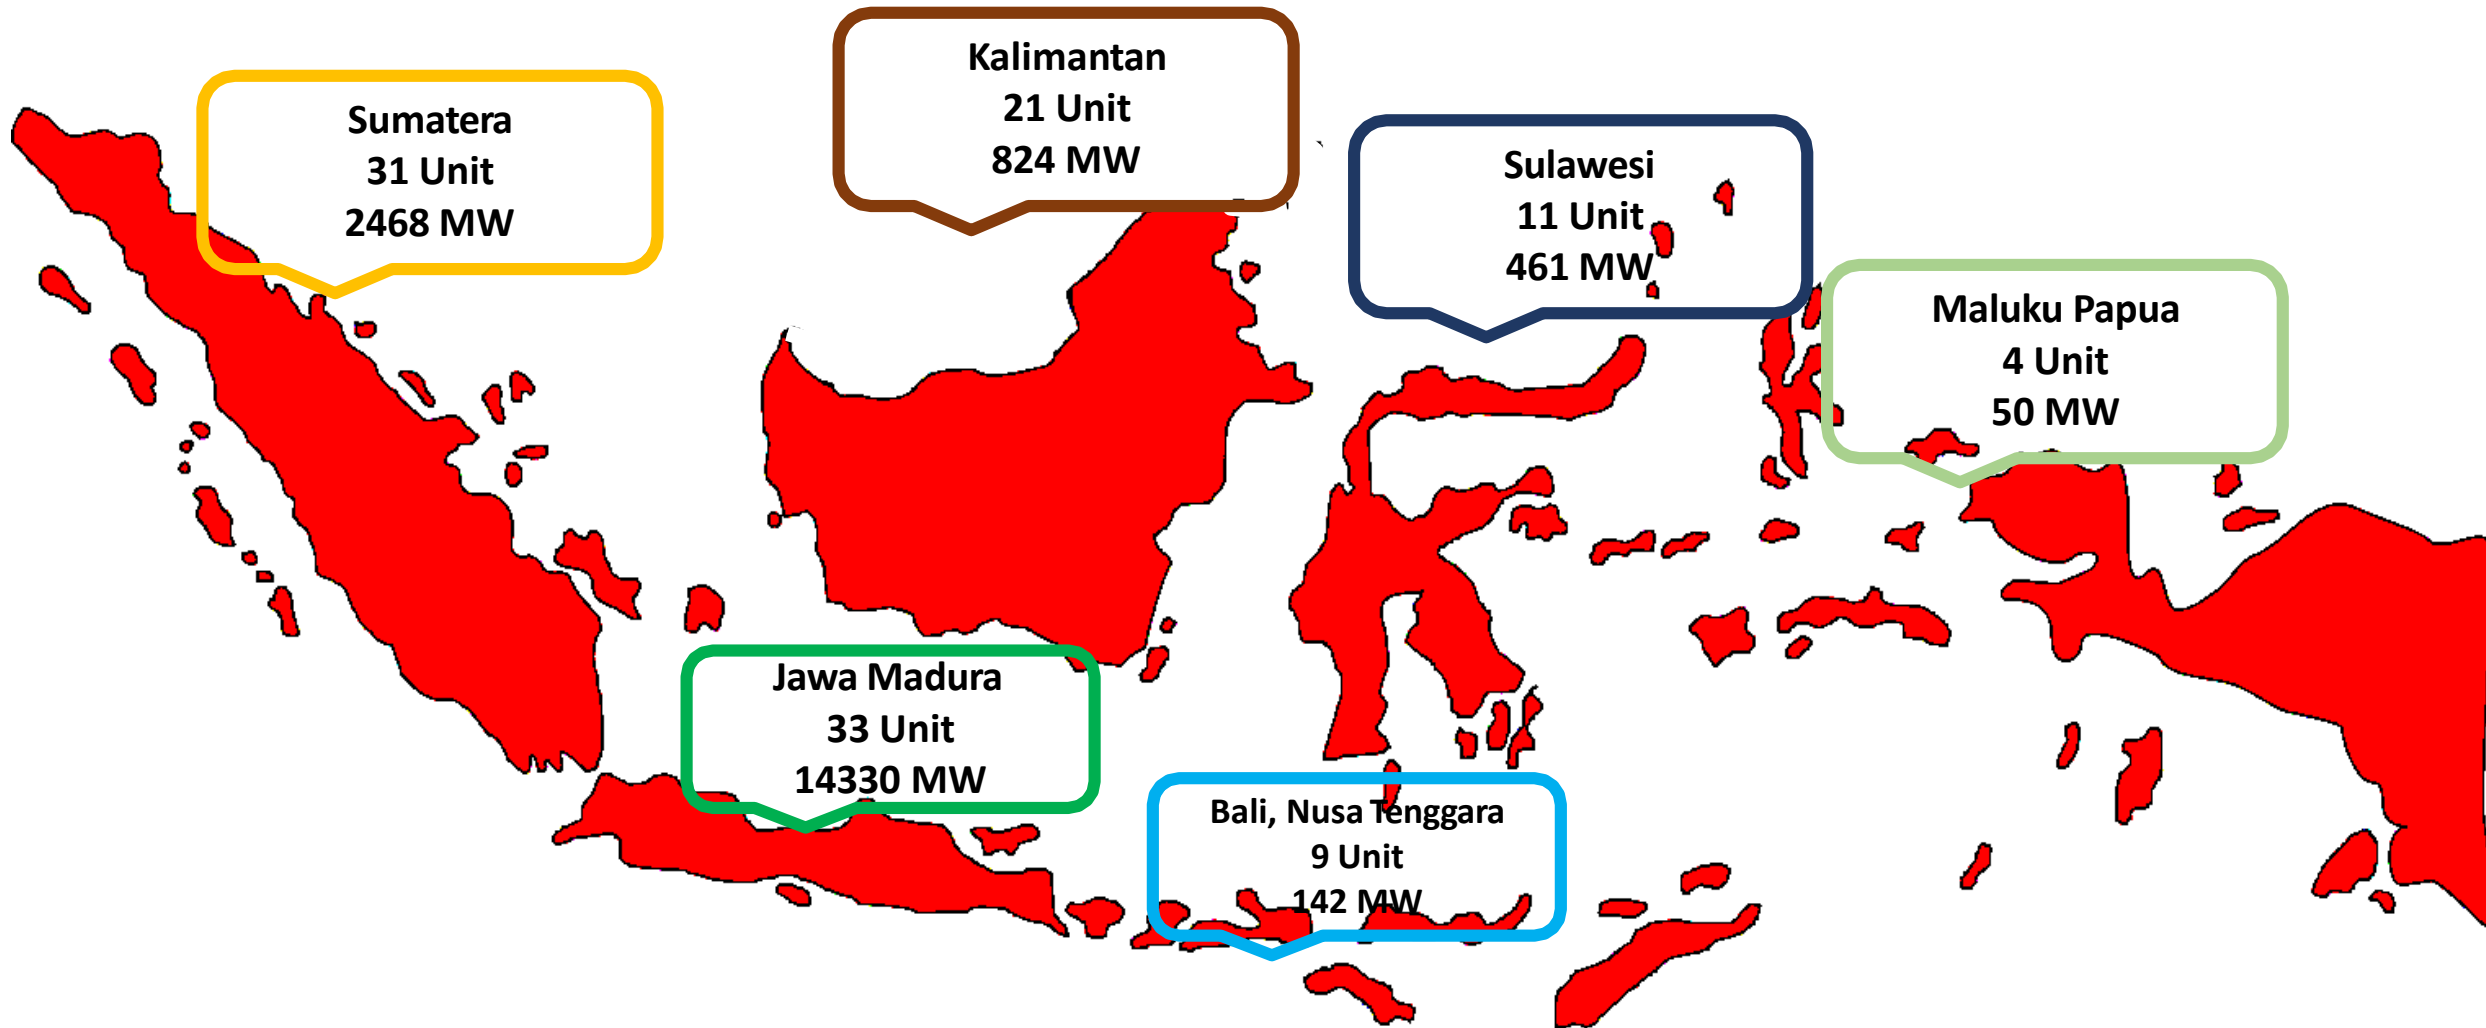 Sumatera
31 Unit
2468 MW
Kalimantan
21 Unit
824 MW
Sulawesi
11 Unit
461 MW
Maluku Papua
4 Unit
50 MW
Jawa Madura
33 Unit
14330 MW
Bali, Nusa Tenggara
9 Unit
142 MW